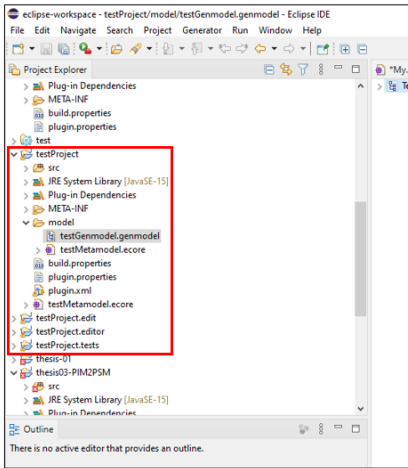 eclipse-workspace - testProject/model/testGenmodel.genmodel - Eclipse IDE
File Edit Navigate Search Project Generator Run Window Help
Project Explorer
*My.
Plug-in Dependencies
META-INF
build.properties
plugin.properties
test
testProject
src
JRE System Library [JavaSE-15]
Plug-in Dependencies
META-INF
model
testGenmodel.genmodel
testMetamodel.ecore
build.properties
plugin.properties
plugin.xml
testMetamodel.ecore
testProject.edit
testProject.editor
testProject.tests
thesis-01
thesis03-PIM2PSM
src
JRE System Library [JavaSE-15]
Plug-in Dependencies
Outline
There is no active editor that provides an outline.